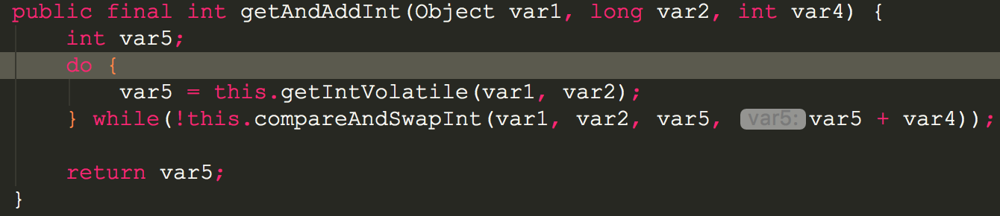 public final int getAndAddInt(Object var1, long var2, int var4) {
int var5;
do {
var5 = this.getIntVolatile(var1, var2);
} while(!this.compareAndSwapInt(var1, var2, var5, var5: var5 + var4));
return var5;
}